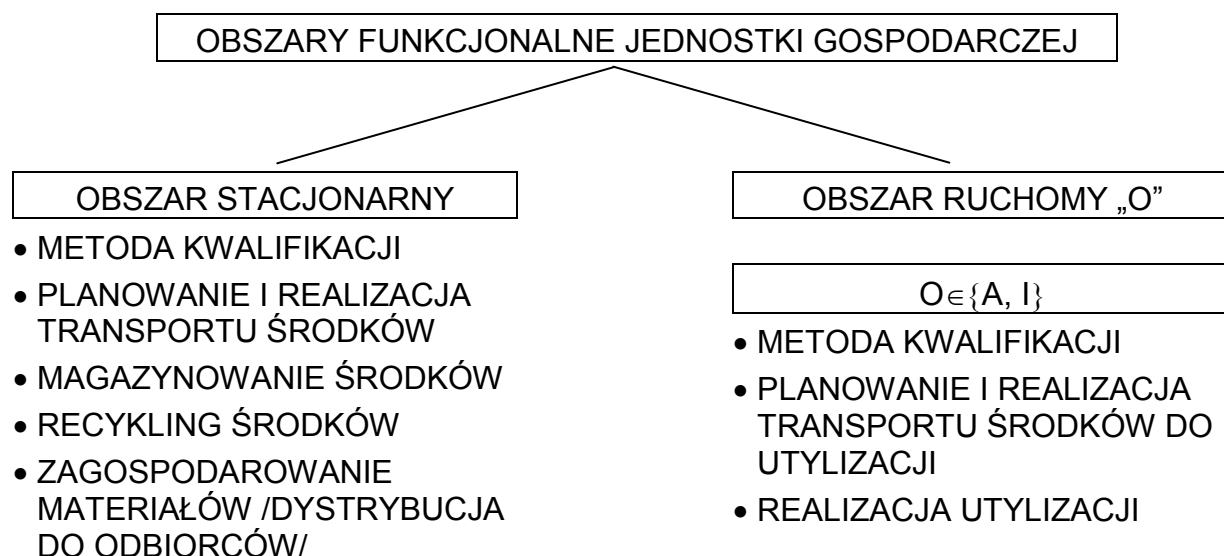 OBSZARY FUNKCJONALNE JEDNOSTKI GOSPODARCZEJ
OBSZAR STACJONARNY
• METODA KWALIFIKACJI
• PLANOWANIE I REALIZACJA
TRANSPORTU ŚRODKÓW
• MAGAZYNOWANIE ŚRODKÓW
• RECYKLING ŚRODKÓW
• ZAGOSPODAROWANIE
MATERIAŁÓW /DYSTRYBUCJA
DO ODBIORCÓW/
OBSZAR RUCHOMY „O”
O∈{A, I}
• METODA KWALIFIKACJI
• PLANOWANIE I REALIZACJA
TRANSPORTU ŚRODKÓW DO
UTYLIZACJI
• REALIZACJA UTYLIZACJI